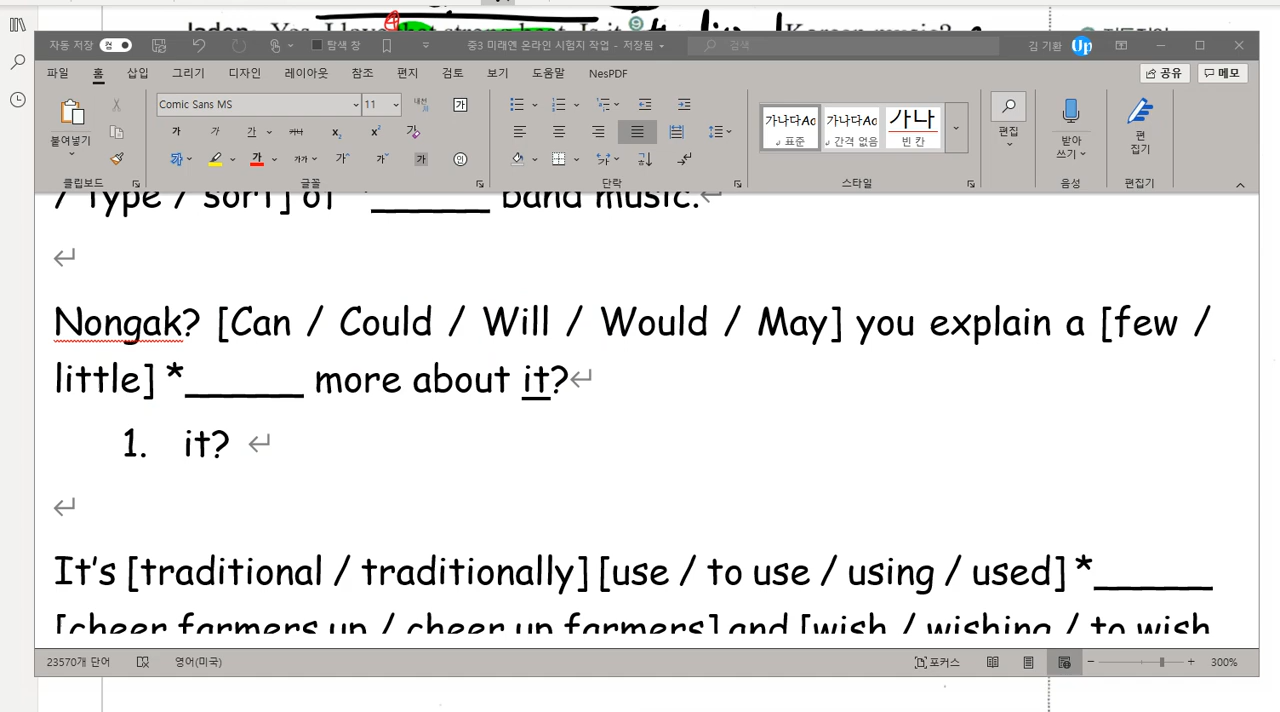 자동 저장 켬 탐색 창 중3 미래엔 온라인 시험지 작업 - 저장됨 검색 김 기환 Up
파일 홈 삽입 그리기 디자인 레이아웃 참조 편지 검토 보기 도움말 NesPDF 공유 메모
붙여넣기 Comic Sans MS 11 가나다Ac 표준 가나다Ac 간격 없음 가나 빈 칸 편집 받아쓰기 편집기
클립보드 글꼴 단락 스타일 음성 편집기
/ Type / sort] of * ______ band music.
Nongak? [Can / Could / Will / Would / May] you explain a [few /
little] *______ more about it?
1. it?
It's [traditional / traditionally] [use / to use / using / used] *______
[cheer farmers up / cheer up farmers] and [wish / wishing / to wish
23570개 단어 영어(미국) 포커스 300%